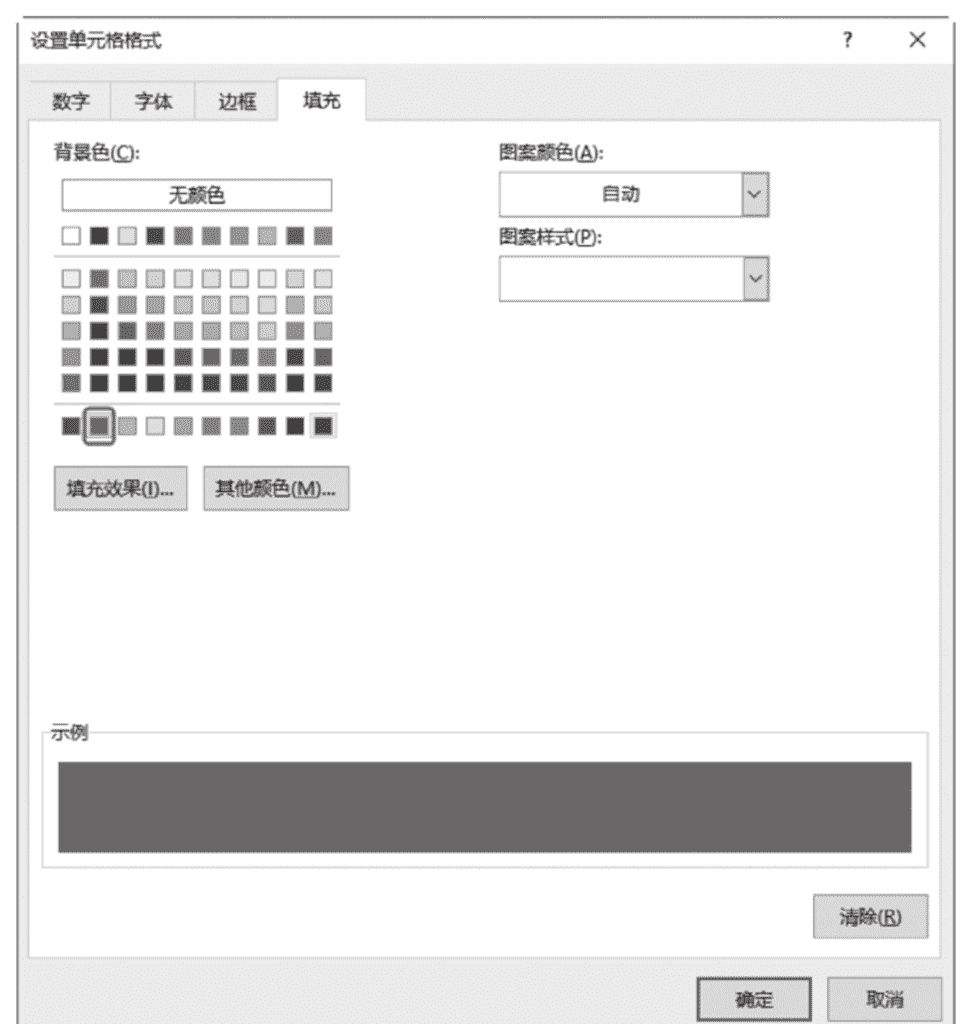 设置单元格格式 ?
数字 字体 边框 填充
背景色(C):
无颜色
图案颜色(A):
自动
图案样式(P):
填充效果(I)... 其他颜色(M)...
示例
清除(R)
确定 取消